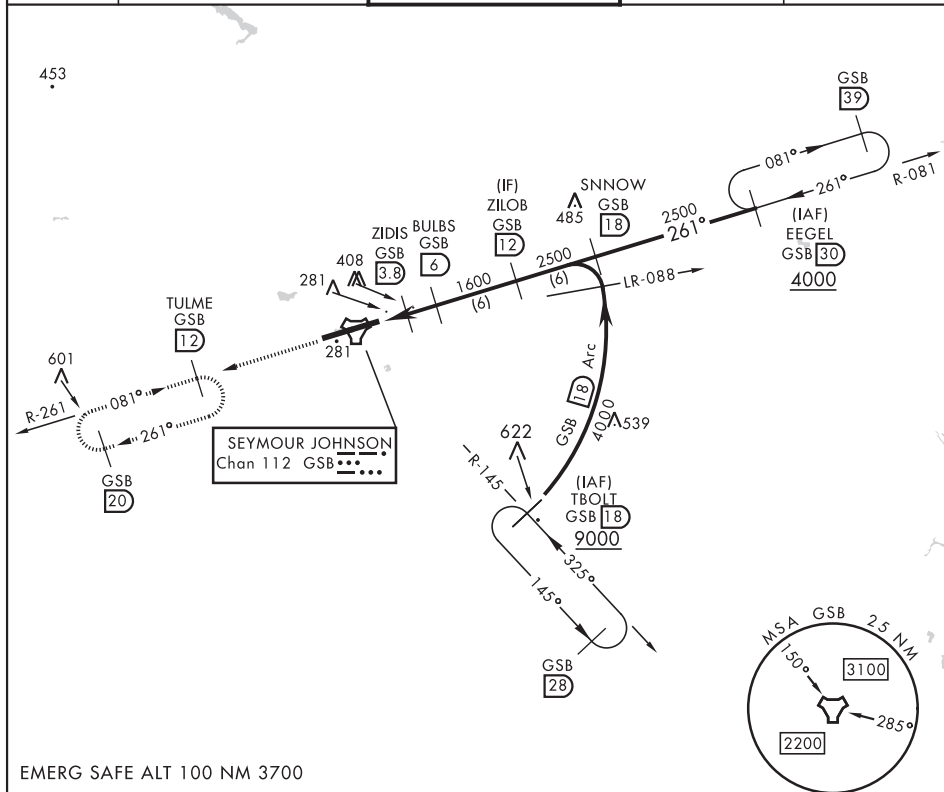 453
GSB
39
081°
261°
R-081
(IAF)
EEGEL
GSB 30
4000
SNNOW
GSB
18
485
2500
261°
(IF)
ZILOB
GSB
12
2500
(6)
LR-088
BULBS
GSB
6
1600
(6)
ZIDIS
GSB
3.8
408
281
281
TULME
GSB
12
601
R-261
081°
261°
GSB
20
SEYMOUR JOHNSON
Chan 112 GSB
GSB 18 Arc
4000
539
622
R-145
(IAF)
TBOLT
GSB 18
9000
325°
145°
GSB
28
MSA GSB 25 NM
150°
3100
285°
2200
EMERG SAFE ALT 100 NM 3700